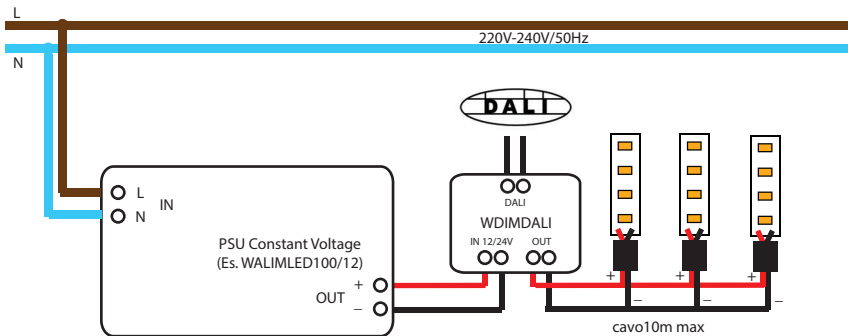 L
220V-240V/50Hz
N
DALI
L
IN
N
DALI
WDIMDALI
IN 12/24V OUT
PSU Constant Voltage
(Es. WALIMLED100/12)
+
OUT
–
+ + +
– – –
cavo10m max